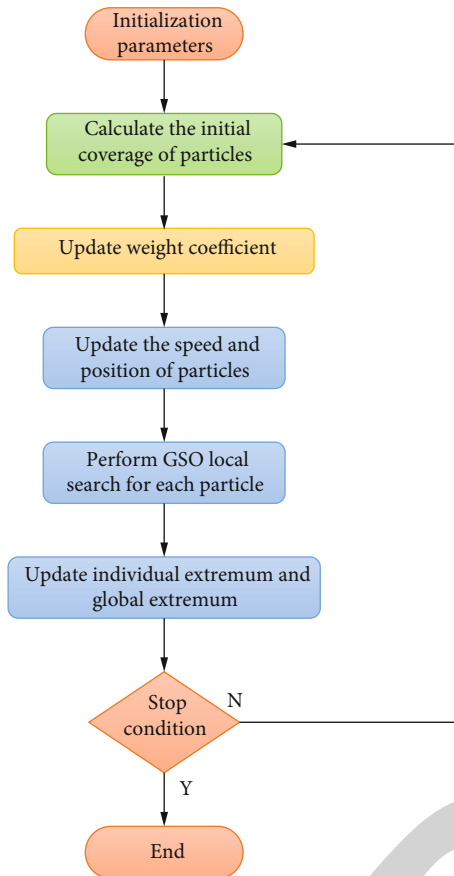 Initialization
parameters
Calculate the initial
coverage of particles
Update weight coefficient
Update the speed and
position of particles
Perform GSO local
search for each particle
Update individual extremum and
global extremum
Stop
condition
N
Y
End